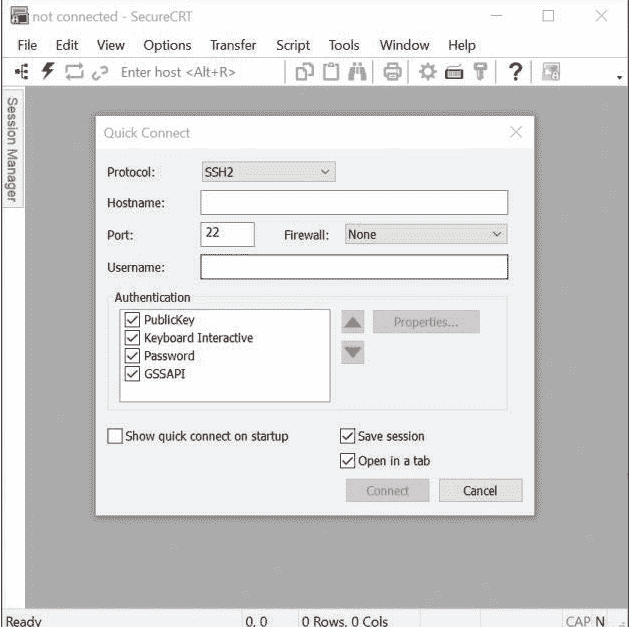 not connected - SecureCRT
File Edit View Options Transfer Script Tools Window Help
Enter host <Alt+R>
Session Manager
Quick Connect
Protocol: SSH2
Hostname:
Port: 22 Firewall: None
Username:
Authentication
PublicKey
Properties...
Keyboard Interactive
Password
GSSAPI
Show quick connect on startup Save session
Open in a tab
Connect Cancel
Ready 0, 0 0 Rows, 0 Cols CAP N